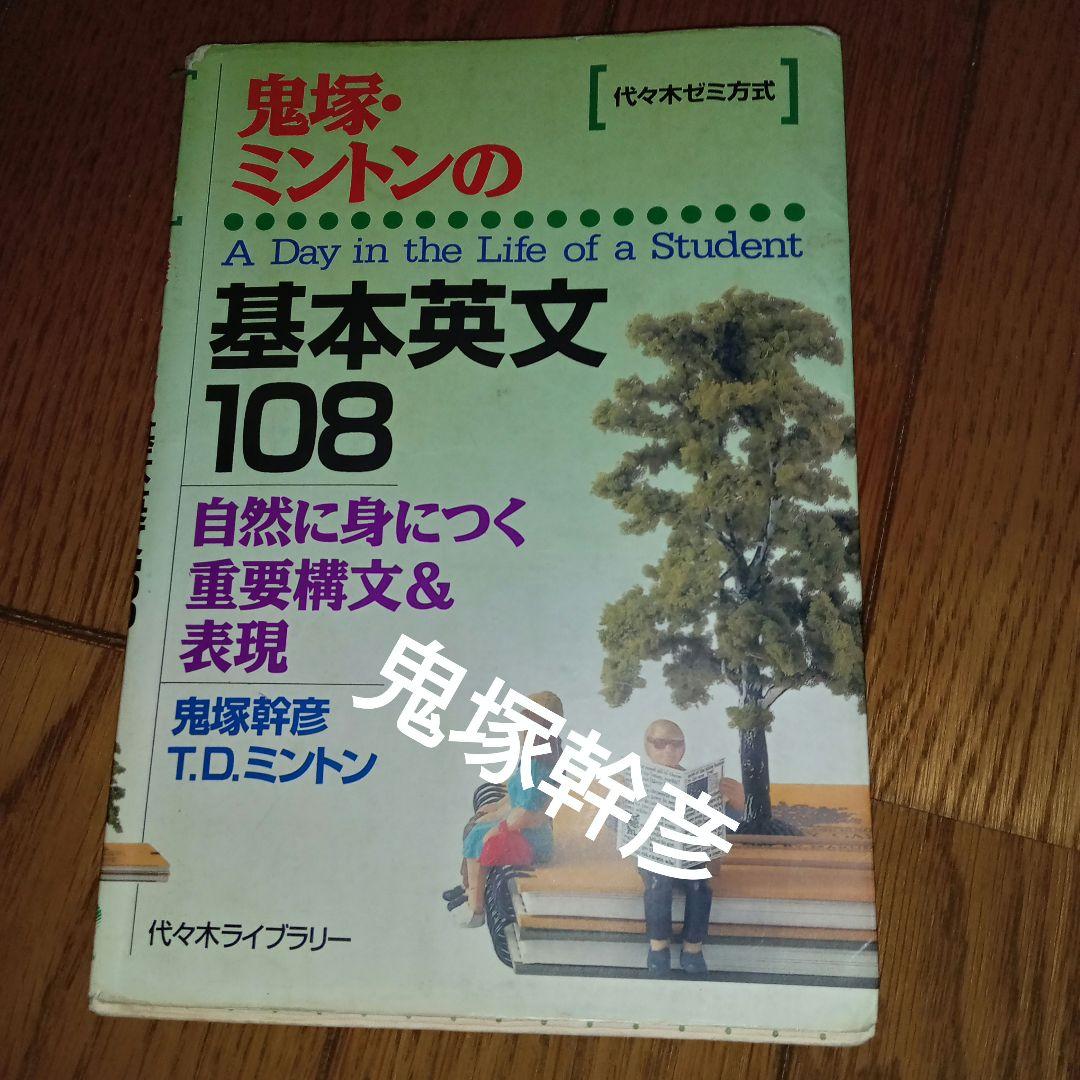 鬼塚・
ミントンの
[代々木ゼミ方式]
A Day in the Life of a Student
基本英文
108
自然に身につく
重要構文&
表現
鬼塚幹彦
T.D.ミントン
鬼塚幹彦
代々木ライブラリー